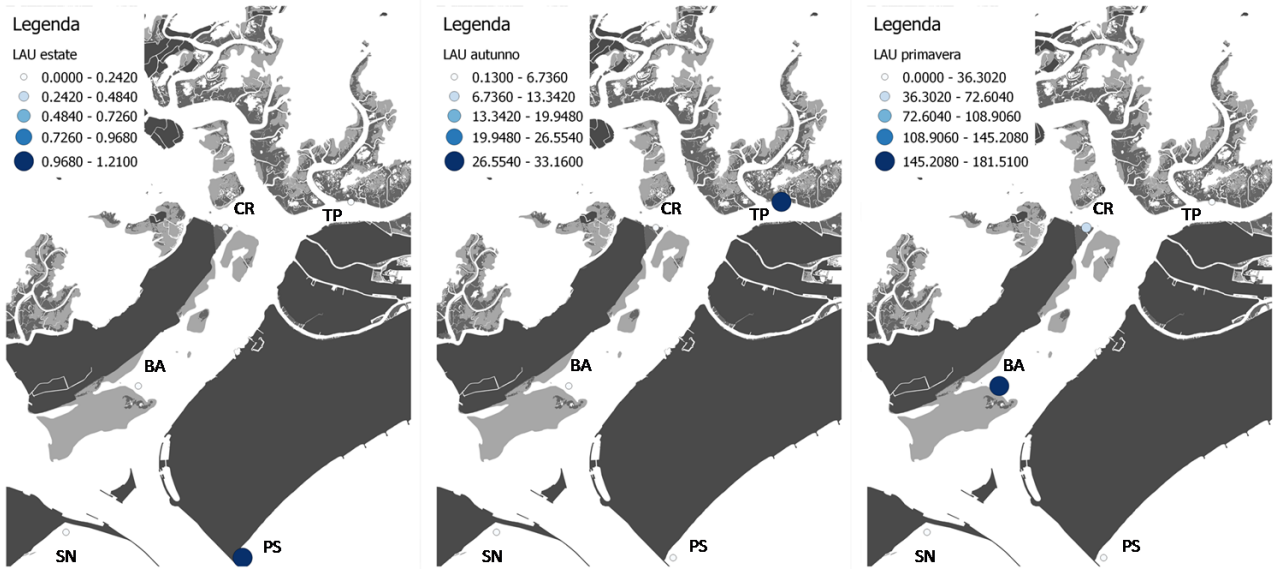 Legenda
LAU estate
0.0000 - 0.2420
0.2420 - 0.4840
0.4840 - 0.7260
0.7260 - 0.9680
0.9680 - 1.2100
CR
TP
BA
SN
PS
Legenda
LAU autunno
0.1300 - 6.7360
6.7360 - 13.3420
13.3420 - 19.9480
19.9480 - 26.5540
26.5540 - 33.1600
CR
TP
BA
SN
PS
Legenda
LAU primavera
0.0000 - 36.3020
36.3020 - 72.6040
72.6040 - 108.9060
108.9060 - 145.2080
145.2080 - 181.5100
CR
TP
BA
SN
PS